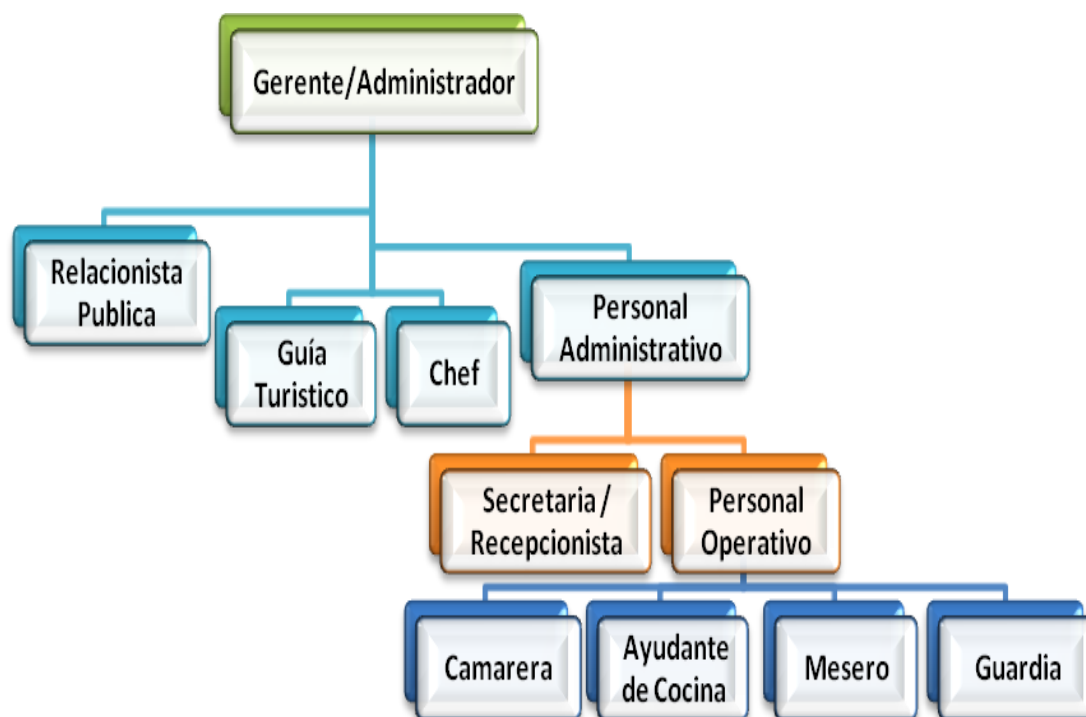 Gerente/Administrador
Relacionista
Publica
Guía
Turistico
Chef
Personal
Administrativo
Secretaria /
Recepcionista
Personal
Operativo
Camarera
Ayudante
de Cocina
Mesero
Guardia